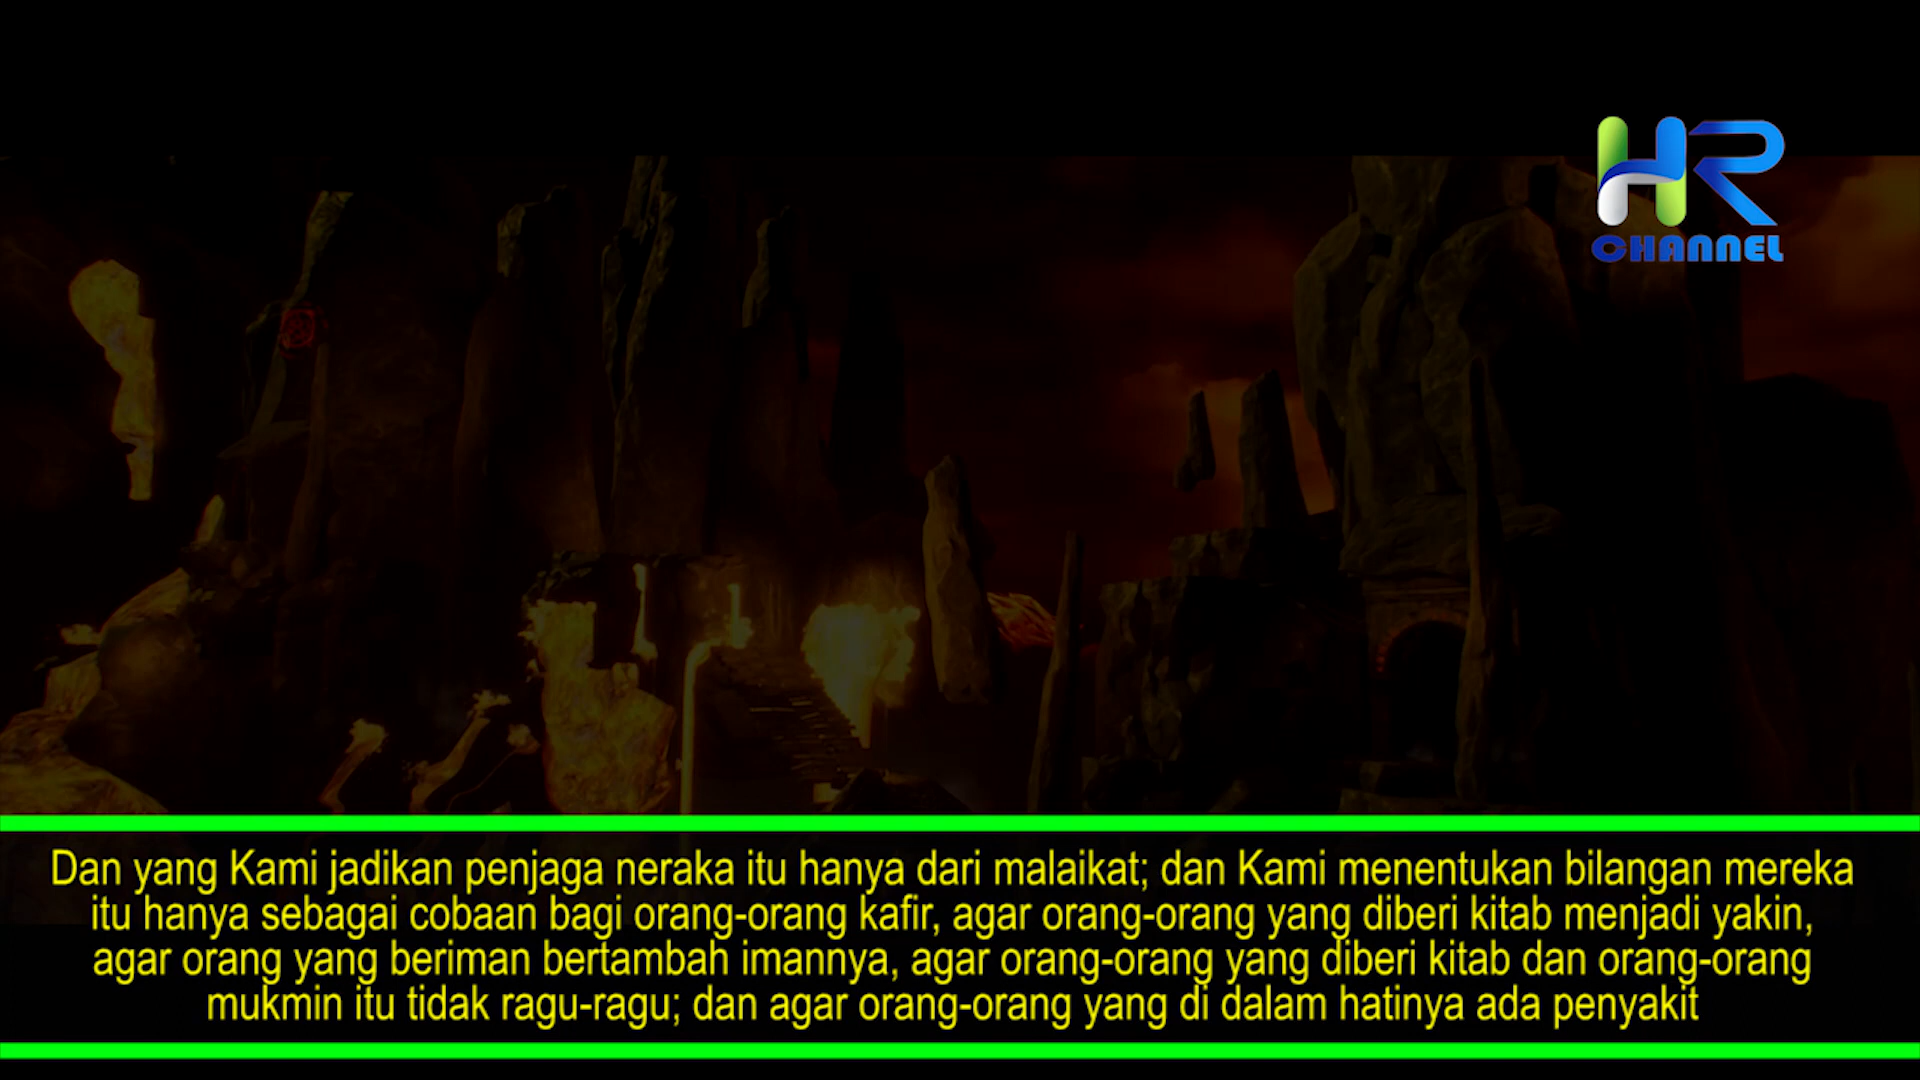 HR
CHANNEL
Dan yang Kami jadikan penjaga neraka itu hanya dari malaikat; dan Kami menentukan bilangan mereka
itu hanya sebagai cobaan bagi orang-orang kafir, agar orang-orang yang diberi kitab menjadi yakin,
agar orang yang beriman bertambah imannya, agar orang-orang yang diberi kitab dan orang-orang
mukmin itu tidak ragu-ragu; dan agar orang-orang yang di dalam hatinya ada penyakit